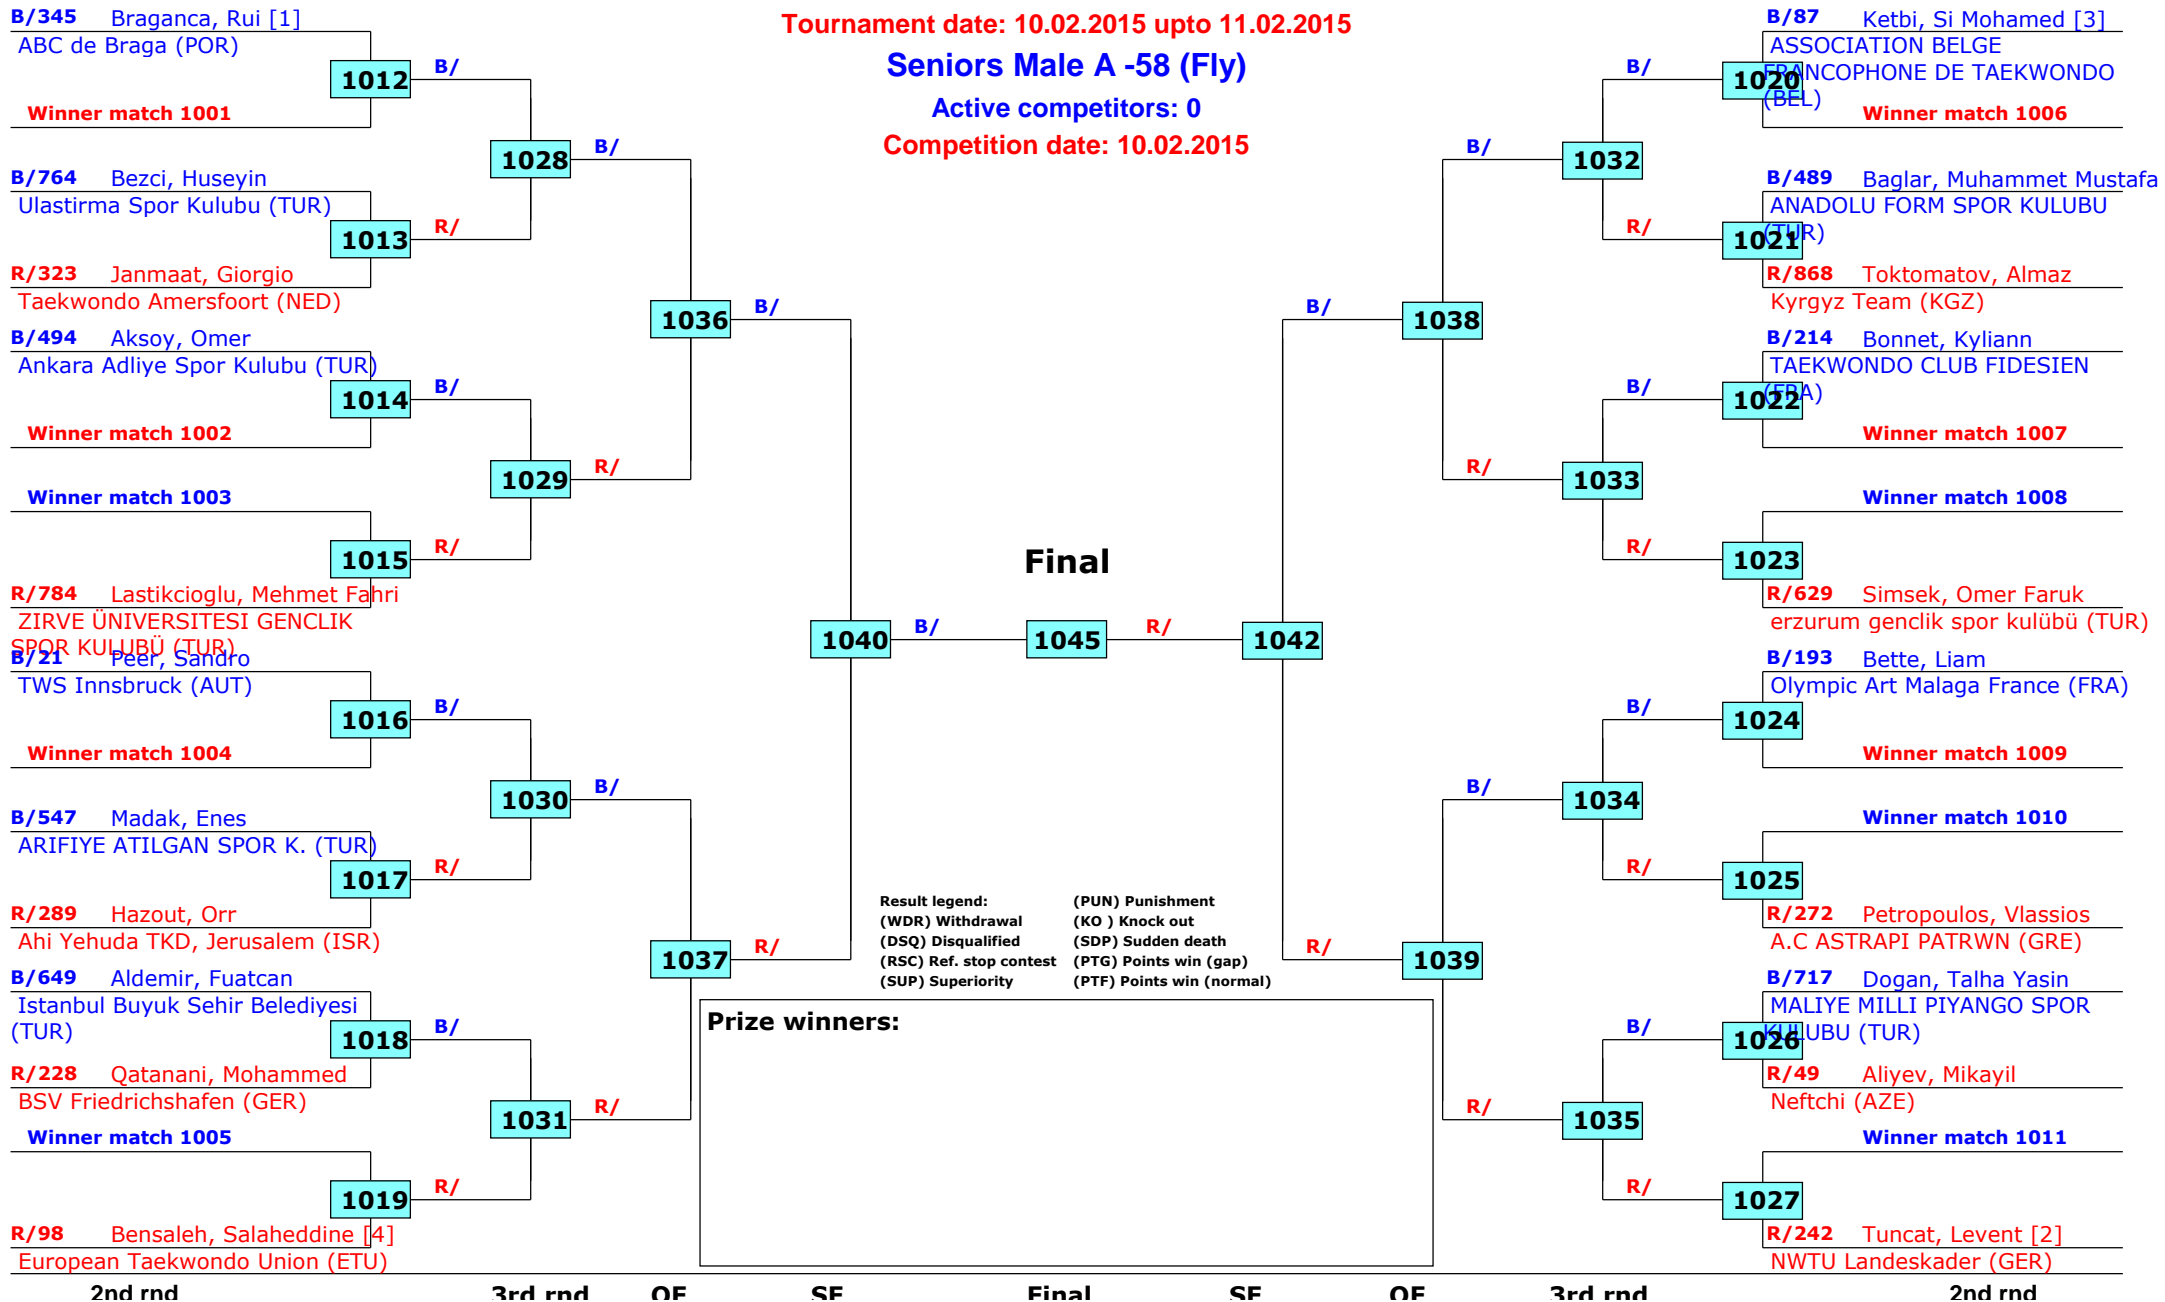 Tournament date: 10.02.2015 upto 11.02.2015
Seniors Male A -58 (Fly)
Active competitors: 0
Competition date: 10.02.2015
B/345 Braganca, Rui [1]
ABC de Braga (POR)
1012 B/
Winner match 1001
1028 B/
B/764 Bezci, Huseyin
Ulastirma Spor Kulubu (TUR)
1013 R/
R/323 Janmaat, Giorgio
Taekwondo Amersfoort (NED)
1036 B/
B/494 Aksoy, Omer
Ankara Adliye Spor Kulubu (TUR)
1014 B/
Winner match 1002
1029 R/
Winner match 1003
1015 R/
R/784 Lastikcioglu, Mehmet Fahri
ZIRVE ÜNIVERSITESI GENCLIK
SPOR KULUBÜ (TUR)
1040 B/
B/21 Peer, Sandro
TWS Innsbruck (AUT)
1016 B/
Winner match 1004
1030 B/
B/547 Madak, Enes
ARIFIYE ATILGAN SPOR K. (TUR)
1017 R/
R/289 Hazout, Orr
Ahi Yehuda TKD, Jerusalem (ISR)
1037 R/
B/649 Aldemir, Fuatcan
Istanbul Buyuk Sehir Belediyesi
(TUR)
1018 B/
R/228 Qatanani, Mohammed
BSV Friedrichshafen (GER)
1031 R/
Winner match 1005
1019 R/
R/98 Bensaleh, Salaheddine [4]
European Taekwondo Union (ETU)
Final
1045
B/87 Ketbi, Si Mohamed [3]
ASSOCIATION BELGE
FRANCOPHONE DE TAEKWONDO
(BEL)
B/ 1020
Winner match 1006
B/ 1032
B/489 Baglar, Muhammet Mustafa
ANADOLU FORM SPOR KULUBU
(TUR)
R/ 1021
R/868 Toktomatov, Almaz
Kyrgyz Team (KGZ)
B/ 1038
B/214 Bonnet, Kyliann
TAEKWONDO CLUB FIDESIEN
(FRA)
B/ 1022
Winner match 1007
R/ 1033
Winner match 1008
R/ 1023
R/629 Simsek, Omer Faruk
erzurum genclik spor kulübü (TUR)
R/ 1042
B/193 Bette, Liam
Olympic Art Malaga France (FRA)
B/ 1024
Winner match 1009
B/ 1034
Winner match 1010
R/ 1025
R/272 Petropoulos, Vlassios
A.C ASTRAPI PATRWN (GRE)
R/ 1039
B/717 Dogan, Talha Yasin
MALIYE MILLI PIYANGO SPOR
KULUBU (TUR)
B/ 1026
R/49 Aliyev, Mikayil
Neftchi (AZE)
R/ 1035
Winner match 1011
R/ 1027
R/242 Tuncat, Levent [2]
NWTU Landeskader (GER)
Result legend: (PUN) Punishment
(WDR) Withdrawal (KO ) Knock out
(DSQ) Disqualified (SDP) Sudden death
(RSC) Ref. stop contest (PTG) Points win (gap)
(SUP) Superiority (PTF) Points win (normal)
Prize winners:
2nd rnd 3rd rnd QF SF Final SF QF 3rd rnd 2nd rnd